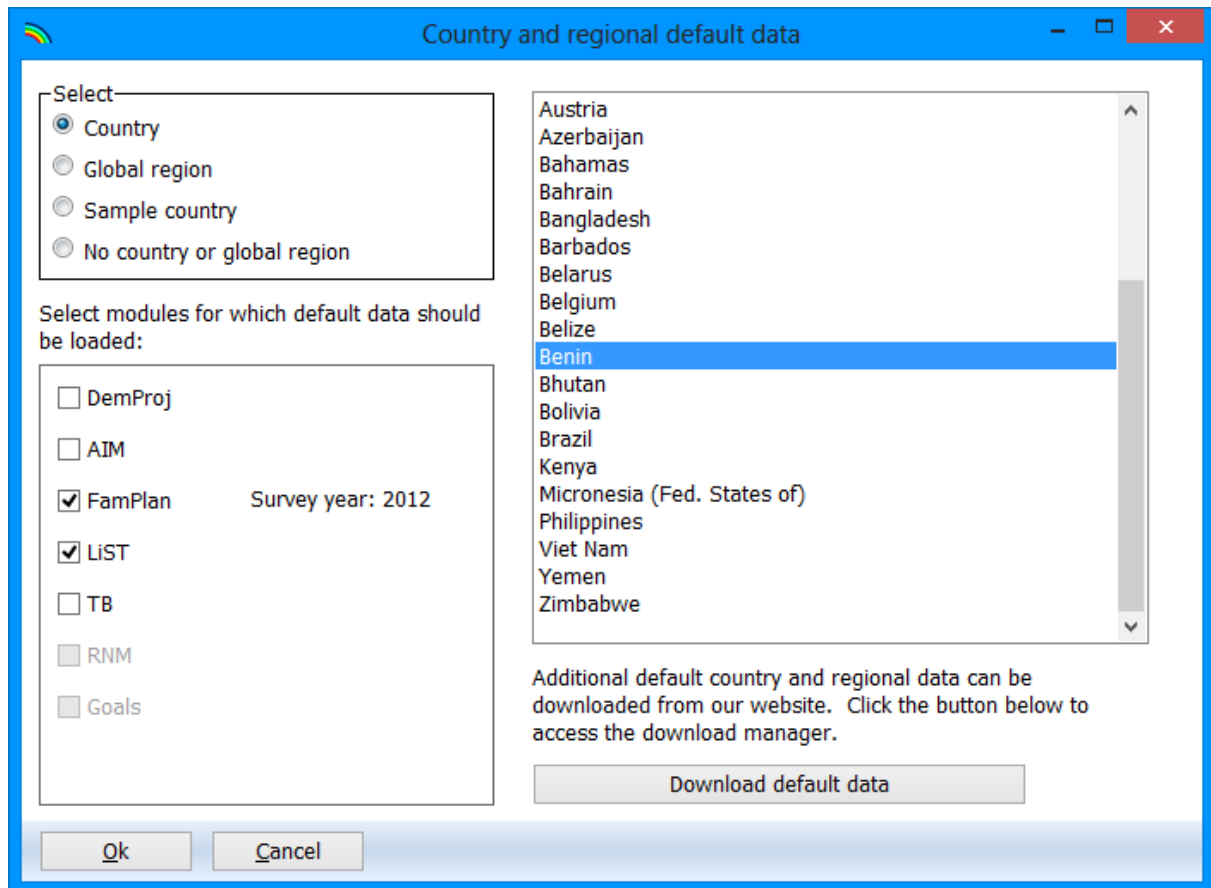 Country and regional default data
Select
Country
Global region
Sample country
No country or global region
Select modules for which default data should
be loaded:
DemProj
AIM
FamPlan Survey year: 2012
LiST
TB
RNM
Goals
Austria
Azerbaijan
Bahamas
Bahrain
Bangladesh
Barbados
Belarus
Belgium
Belize
Benin
Bhutan
Bolivia
Brazil
Kenya
Micronesia (Fed. States of)
Philippines
Viet Nam
Yemen
Zimbabwe
Additional default country and regional data can be
downloaded from our website.  Click the button below to
access the download manager.
Download default data
Ok
Cancel